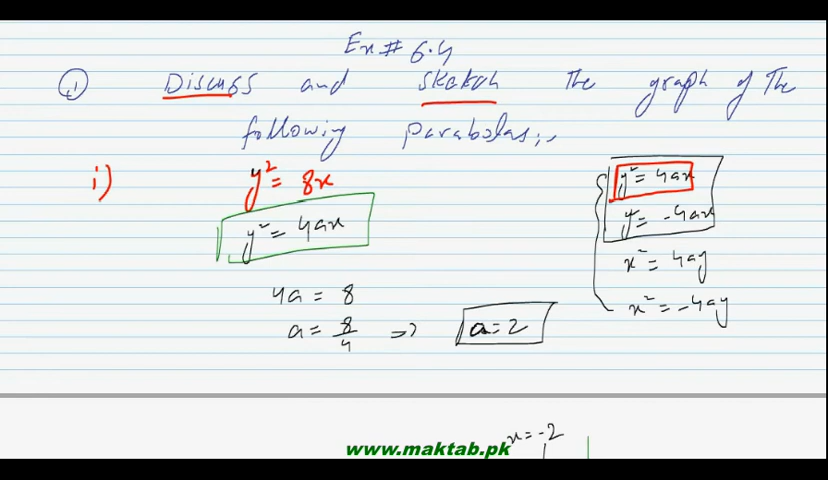 Ex # 6.4
① Discuss and sketch The graph of The
following parabolas;,
i) y² = 8x
y² = 4ax
4a = 8
a = 8/4 => a = 2
y² = 4ax
y² = -4ax
x² = 4ay
x² = -4ay
x = -2
www.maktab.pk